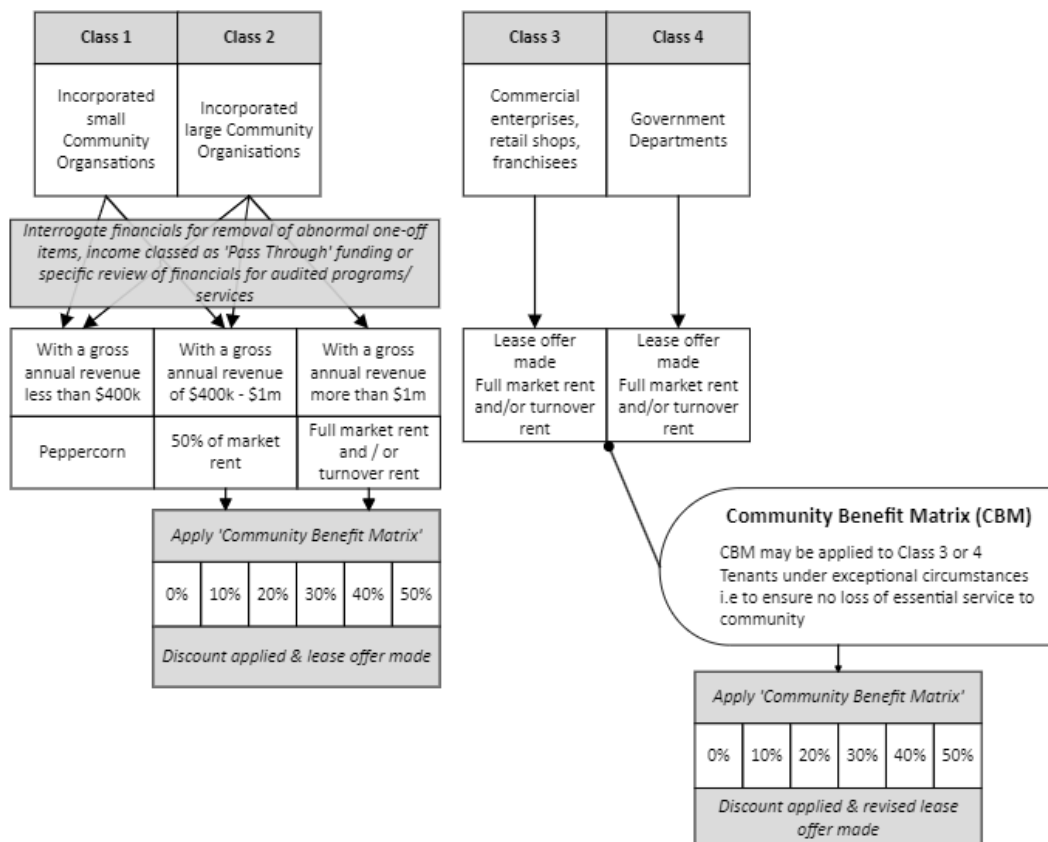 Class 1
Class 2
Class 3
Class 4
Incorporated
small
Community
Organsations
Incorporated
large Community
Organisations
Commercial
enterprises,
retail shops,
franchisees
Government
Departments
Interrogate financials for removal of abnormal one-off
items, income classed as 'Pass Through' funding or
specific review of financials for audited programs/
services
With a gross
annual revenue
less than $400k
With a gross
annual revenue
of $400k - $1m
With a gross
annual revenue
more than $1m
Peppercorn
50% of market
rent
Full market rent
and / or
turnover rent
Lease offer
made
Full market rent
and/or turnover
rent
Lease offer
made
Full market rent
and/or turnover
rent
Apply 'Community Benefit Matrix'
0%
10%
20%
30%
40%
50%
Discount applied & lease offer made
Community Benefit Matrix (CBM)
CBM may be applied to Class 3 or 4
Tenants under exceptional circumstances
i.e to ensure no loss of essential service to
community
Apply 'Community Benefit Matrix'
0%
10%
20%
30%
40%
50%
Discount applied & revised lease
offer made